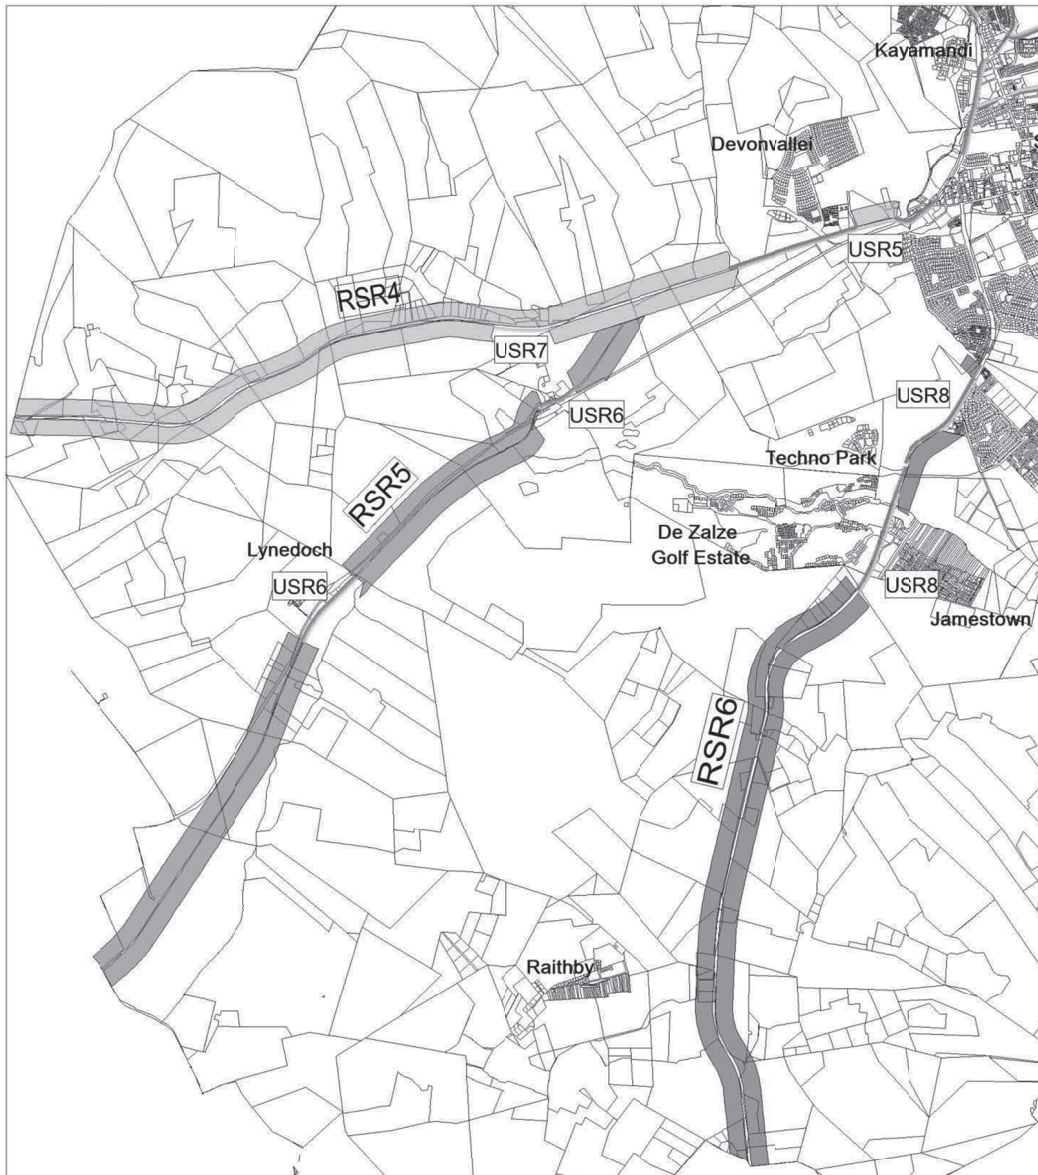 Kayamandi
Devonvallei
USR5
RSR4
USR7
USR8
USR6
Techno Park
RSR5
De Zalze
Golf Estate
Lynedoch
USR6
USR8
Jamestown
RSR6
Raithby